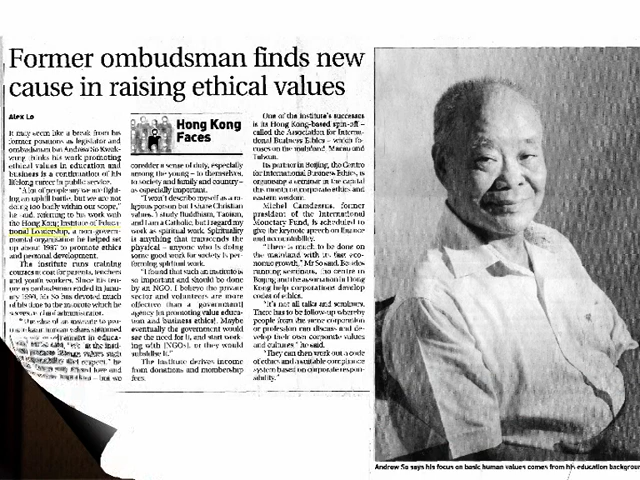 Former ombudsman finds new
cause in raising ethical values
Alex Lo
Hong Kong
Faces
It may seem like a break from his
former positions as legislator and
ombudsman but Andrew So Kwok-
wing thinks his work promoting
ethical values in education and
business is a continuation of his
lifelong career in public service.
"A lot of people say we are fight-
ing an uphill battle, but we are not
doing too badly within our scope,"
he said, referring to his work with
the Hong Kong Institute of Educa-
tional Leadership, a non-govern-
mental organisation he helped set
up about 1997 to promote ethics
and personal development.
The institute runs training
courses at cost for parents, teachers
and youth workers. Since his ten-
ure as ombudsman ended in Janu-
ary 1999, Mr So has devoted much
of his time to the institute which he
serves as chief administrator.
consider a sense of duty, especially
among the young – to themselves,
to society and family and country –
as especially important.
"I won't describe myself as a re-
ligious person but I share Christian
values, I study Buddhism, Taoism,
and I am a Catholic, but I regard my
work as spiritual work. Spirituality
is anything that transcends the
physical – anyone who is doing
some good work for society is per-
forming spiritual work.
"I found that such an institute is
so important and should be done
by an NGO. I believe the private
sector and volunteers are more
effective than a [government]
agency [in promoting value educa-
tion and business ethics]. Maybe
eventually the government would
see the need for it, and start work-
ing with [NGOs], or they would
subsidise it."
The institute derives income
from donations and membership
fees.
One of the institute's successes
is its Hong Kong-based spin-off –
called the Association for Interna-
tional Business Ethics – which fo-
cuses on the mainland, Macau and
Taiwan.
Its partner in Beijing, the Centre
for International Business Ethics, is
organising a seminar in the capital
this month on corporate ethics and
eastern wisdom.
Michel Camdessus, former
president of the International
Monetary Fund, is scheduled to
give the keynote speech on finance
and accountability.
"There is much to be done on
the mainland with its fast eco-
nomic growth," Mr So said. Besides
running seminars, the centre in
Beijing and the association in Hong
Kong help corporations develop
codes of ethics.
"It's not all talks and seminars.
There has to be follow-up whereby
people from the same corporation
or profession can discuss and de-
velop their own corporate values
and cultures," he said.
"They can then work out a code
of ethics and a suitable compliance
system based on corporate respon-
sibility."
Andrew So says his focus on basic human values comes from his education background